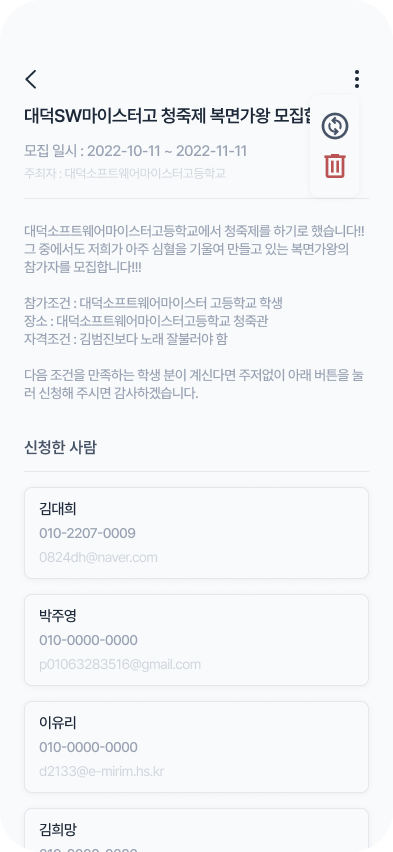 대덕SW마이스터고 청죽제 복면가왕 모집합
모집 일시 : 2022-10-11 ~ 2022-11-11
주최자 : 대덕소프트웨어마이스터고등학교
대덕소프트웨어마이스터고등학교에서 청죽제를 하기로 했습니다!!
그 중에서도 저희가 아주 심혈을 기울여 만들고 있는 복면가왕의
참가자를 모집합니다!!!
참가조건 : 대덕소프트웨어마이스터 고등학교 학생
장소 : 대덕소프트웨어마이스터고등학교 청죽관
자격조건 : 김범진보다 노래 잘불러야 함
다음 조건을 만족하는 학생 분이 계신다면 주저없이 아래 버튼을 눌
러 신청해 주시면 감사하겠습니다.
신청한 사람
김대희
010-2207-0009
0824dh@naver.com
박주영
010-0000-0000
p01063283516@gmail.com
이유리
010-0000-0000
d2133@e-mirim.hs.kr
김희망
010-0000-0000